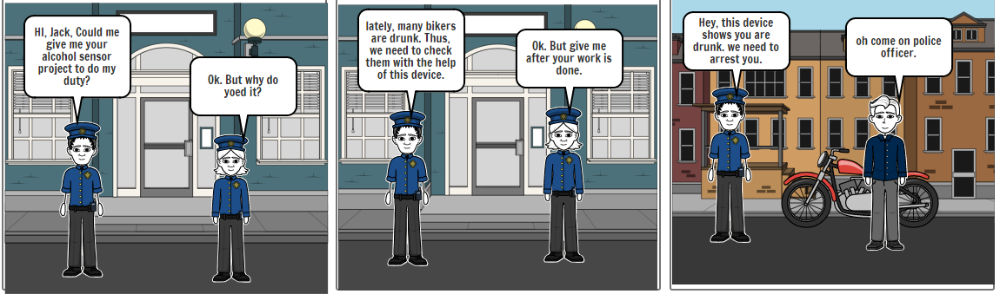 HI, Jack, Could me
give me your
alcohol sensor
project to do my
duty?
Ok. But why do
yoed it?
lately, many bikers
are drunk. Thus,
we need to check
them with the help
of this device.
Ok. But give me
after your work is
done.
Hey, this device
shows you are
drunk. we need to
arrest you.
oh come on police
officer.